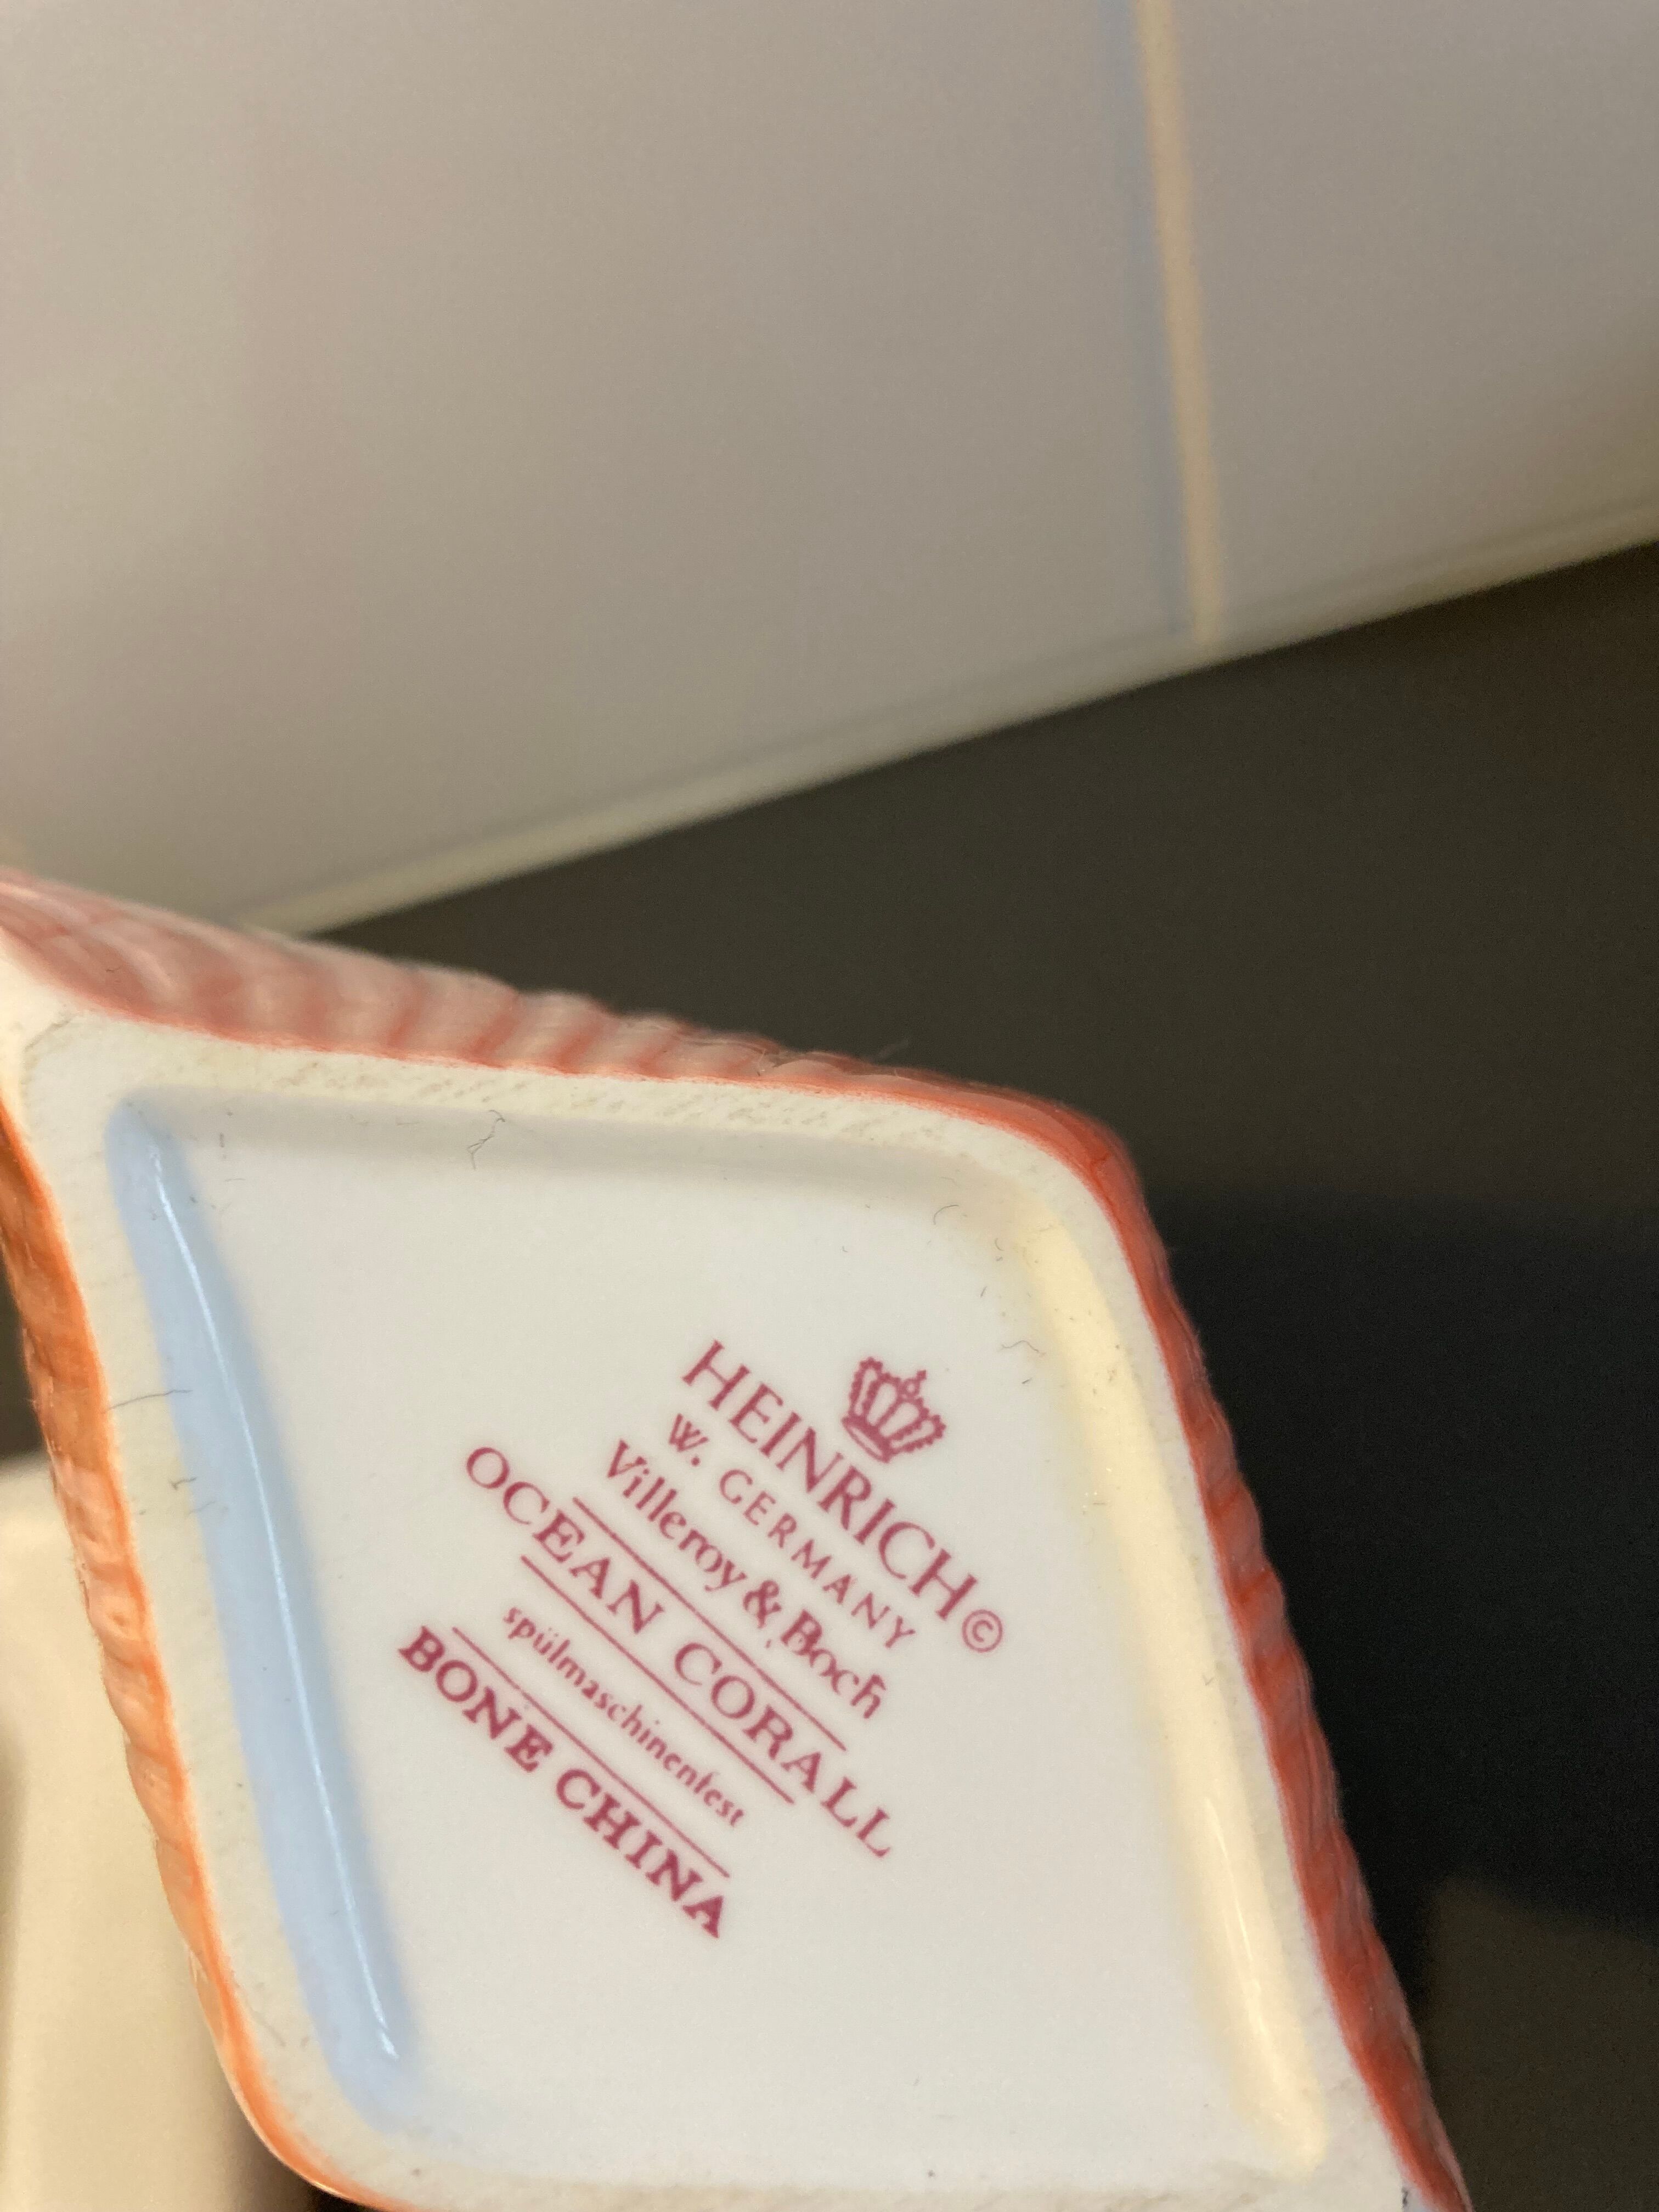 HEINRICH©
W. GERMANY
Villeroy & Boch
OCEAN CORALL
spülmaschinenfest
BONE CHINA